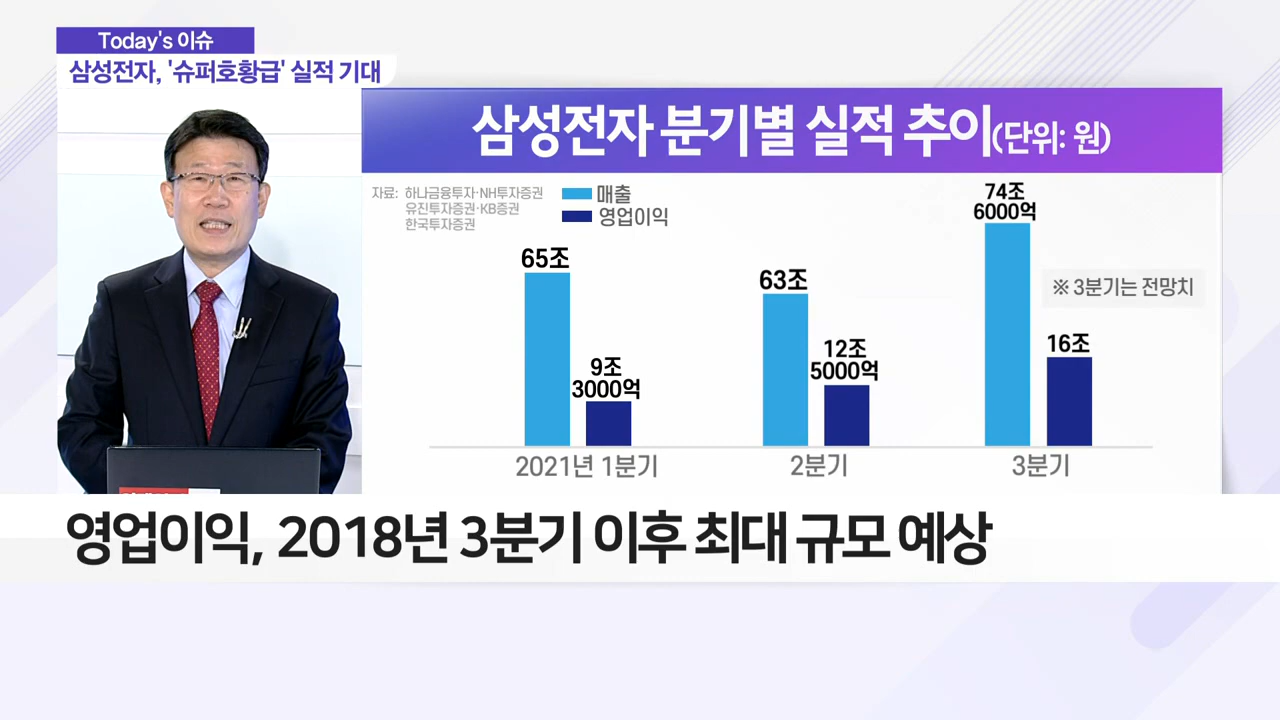 Today's 이슈
삼성전자, '슈퍼호황급' 실적 기대
삼성전자 분기별 실적 추이(단위: 원)
자료: 하나금융투자·NH투자증권
유진투자증권·KB증권
한국투자증권
매출
영업이익
65조
9조
3000억
63조
12조
5000억
74조
6000억
16조
※ 3분기는 전망치
2021년 1분기
2분기
3분기
영업이익, 2018년 3분기 이후 최대 규모 예상